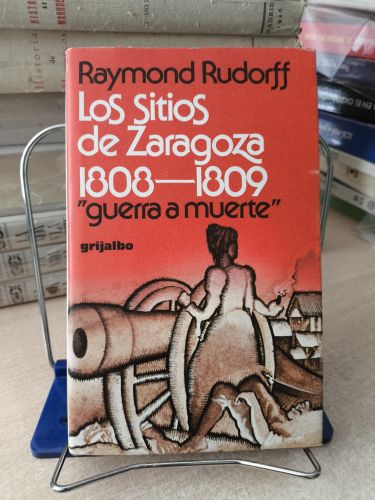 Raymond Rudorff
Los Sitios
de Zaragoza
1808—1809
"guerra a muerte"
grijalbo